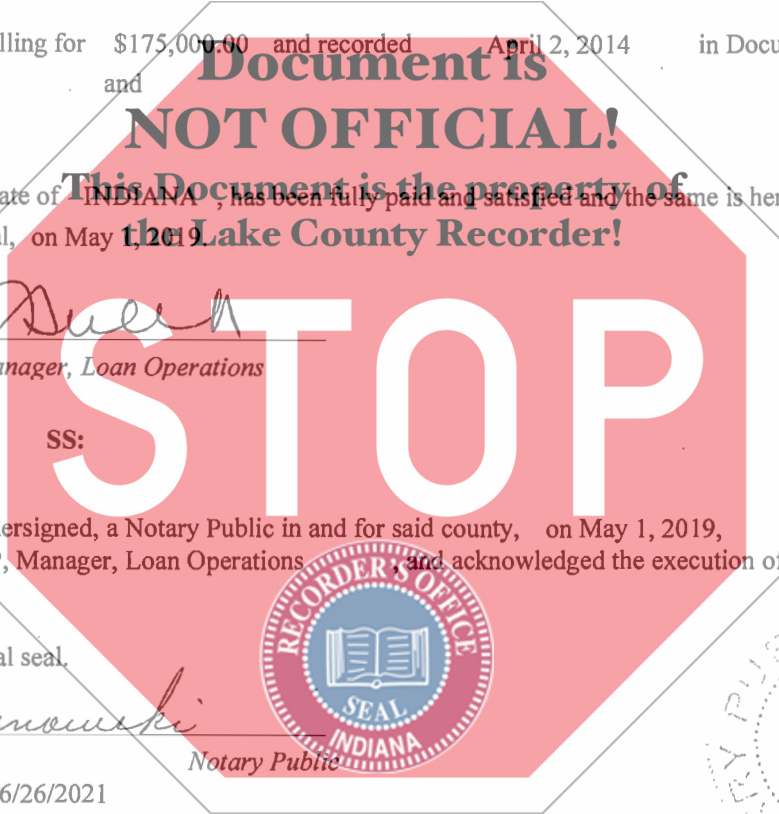 lling for $175,000.00 and recorded April 2, 2014 in Docu
Document is
and
NOT OFFICIAL!
This Document is the property of
ate of INDIANA , has been fully paid and satisfied and the same is her
the Lake County Recorder!
l, on May 1, 2019.
anager, Loan Operations
STOP
SS:
ersigned, a Notary Public in and for said county, on May 1, 2019,
, Manager, Loan Operations , and acknowledged the execution of
RECORDER'S OFFICE
SEAL
INDIANA
al seal.
Notary Public
RY PU
6/26/2021